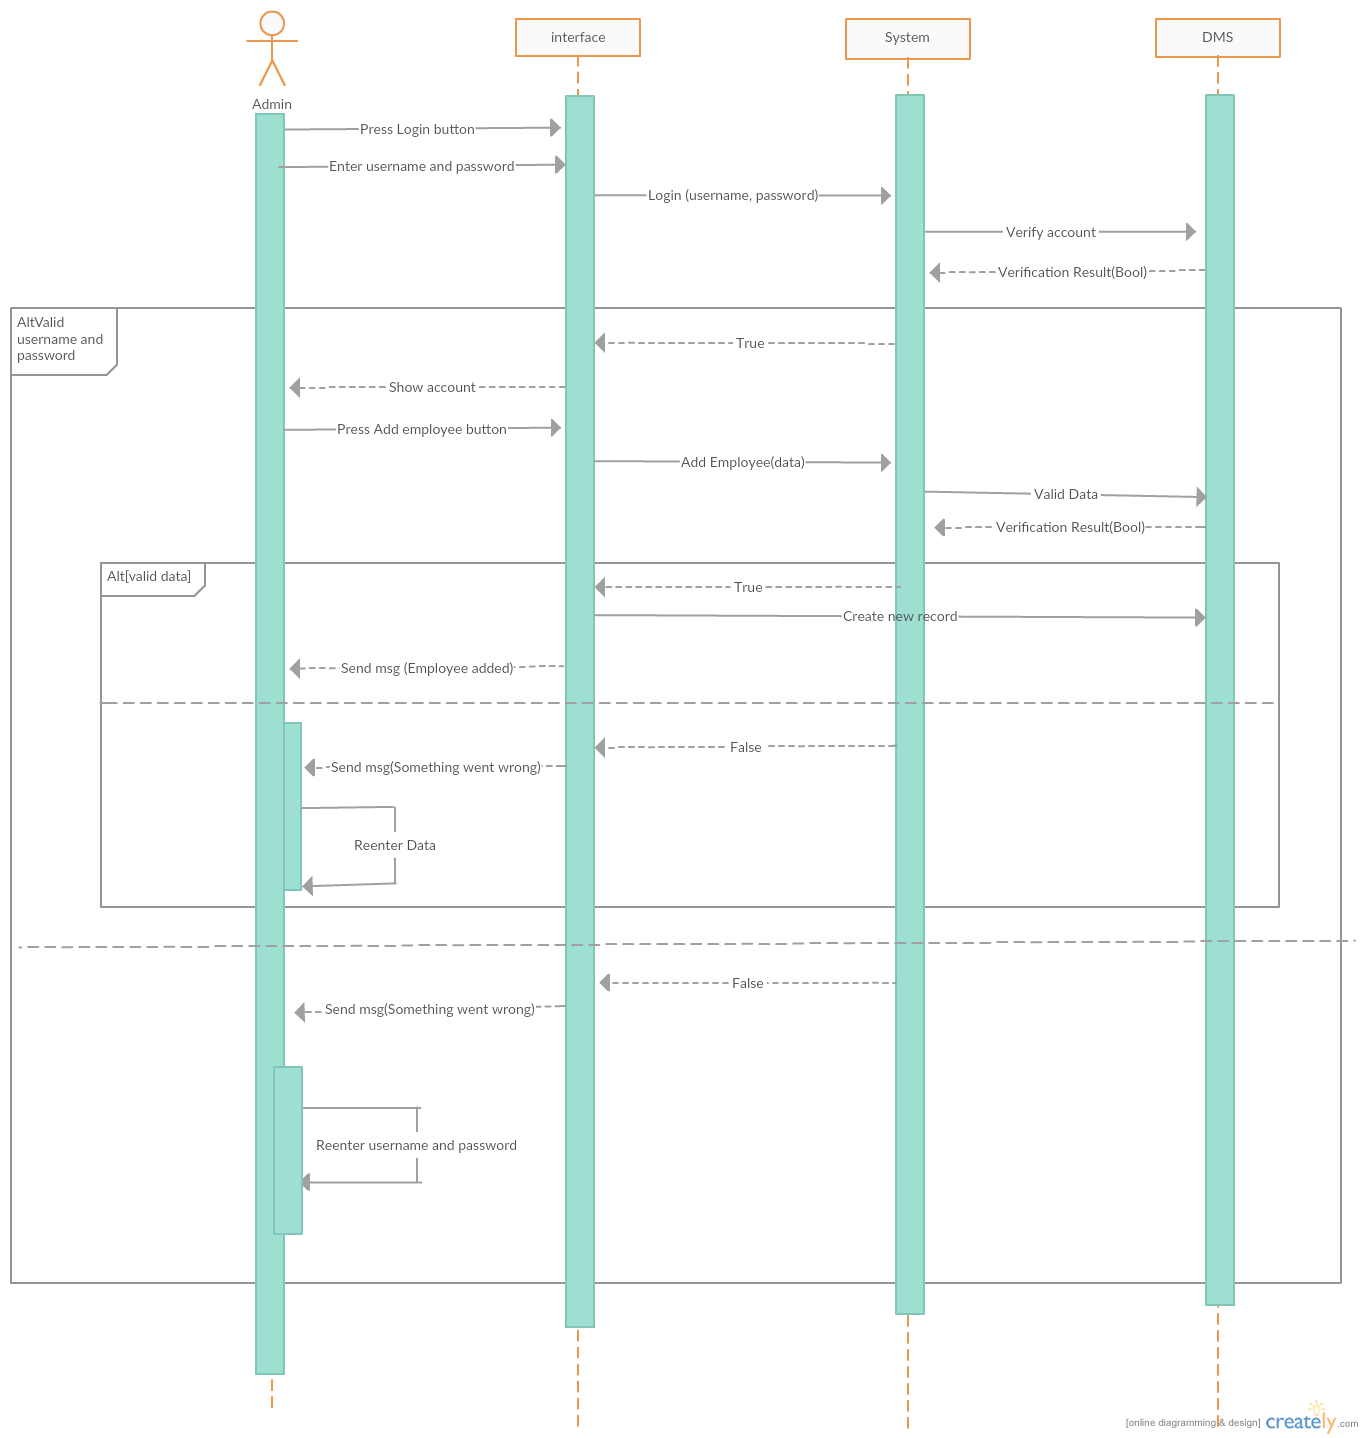 interface
System
DMS
Admin
Press Login button
Enter username and password
Login (username, password)
Verify account
Verification Result(Bool)
AltValid
username and
password
True
Show account
Press Add employee button
Add Employee(data)
Valid Data
Verification Result(Bool)
Alt[valid data]
True
Create new record
Send msg (Employee added)
False
Send msg(Something went wrong)
Reenter Data
False
Send msg(Something went wrong)
Reenter username and password
[online diagramming & design] creately.com